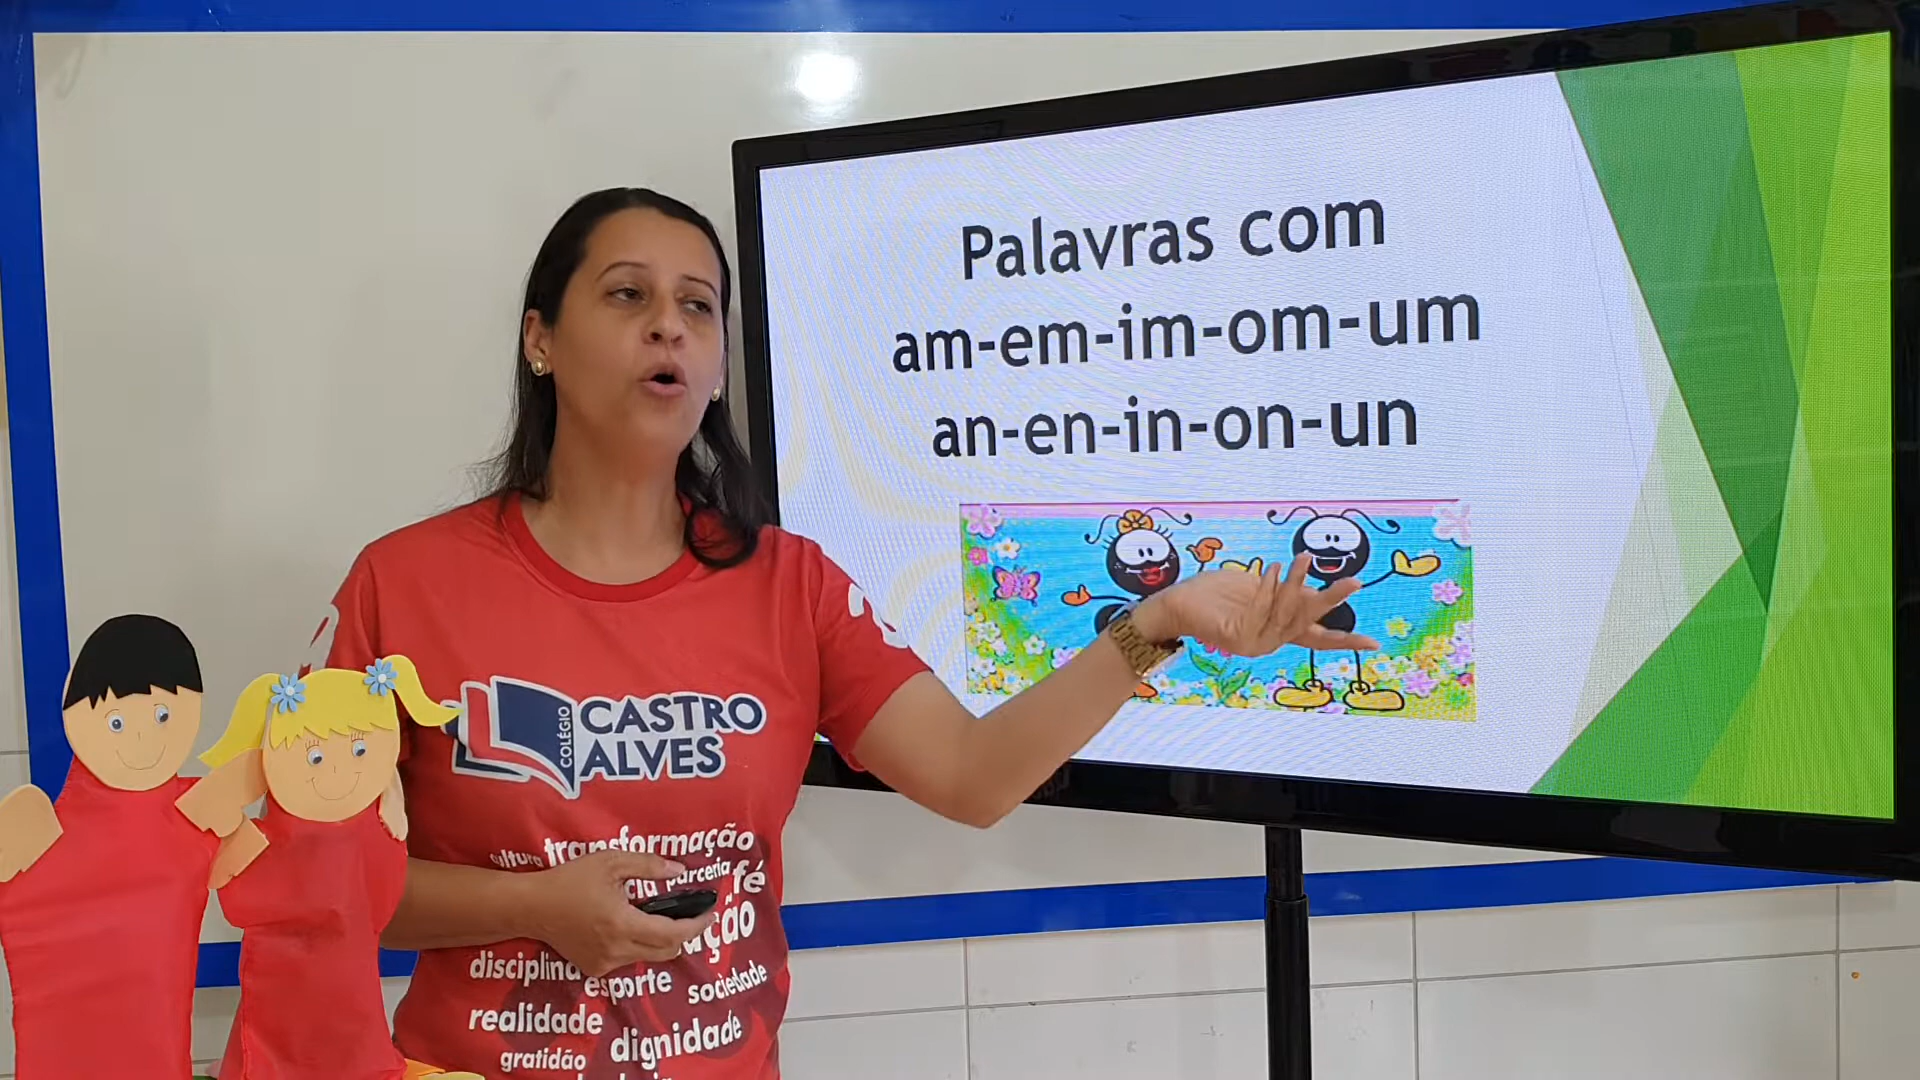 Palavras com
am-em-im-om-um
an-en-in-on-un
COLÉGIO
CASTRO
ALVES
transformação
parceria fé
disciplina
esporte sociedade
realidade
dignidade
gratidão